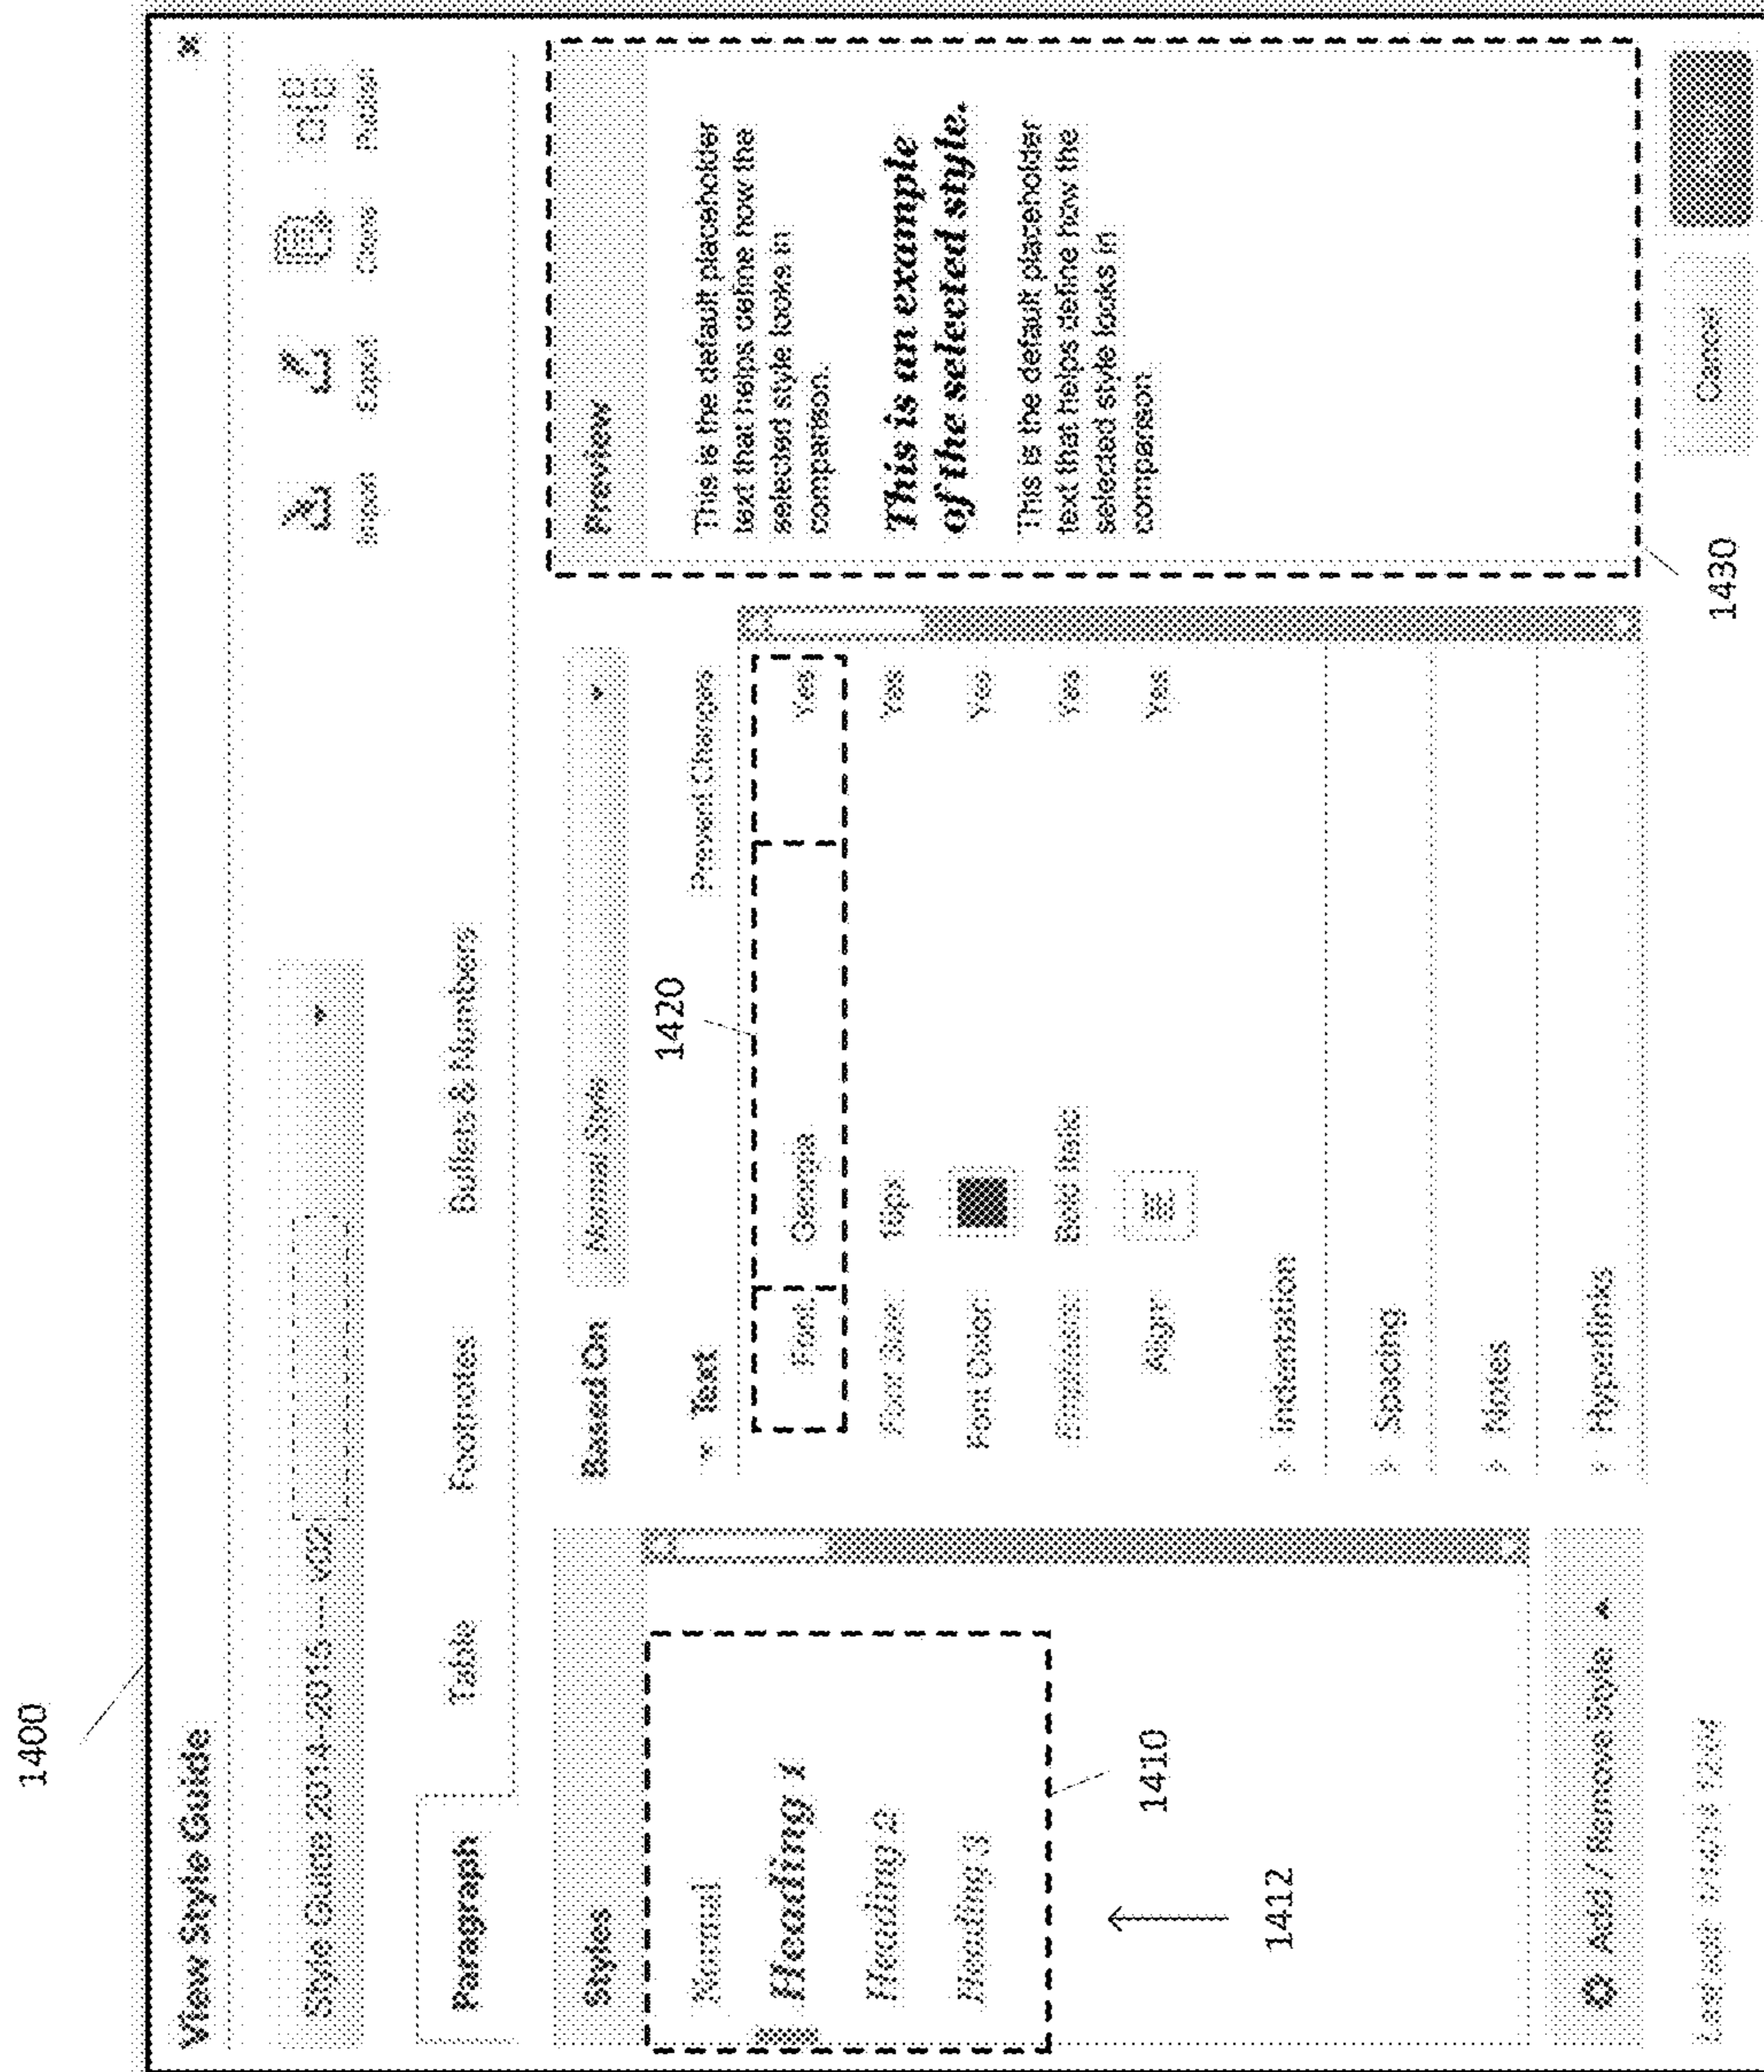 1400
View Style Guide
Style Guide 2014-2015
Import
Export
Paragraph
Table
Footnotes
Bullets & Numbers
Styles
Normal
Heading 1
Heading 2
Heading 3
1410
1412
Add / Remove Style
Last edit
Based On
Normal Style
1420
Text
Prevent Changes
Font
Georgia
Yes
Font Size
Yes
Font Color
Yes
Emphasis
Bold Italic
Yes
Align
Yes
Indentation
Spacing
Notes
Hyperlinks
Preview
This is the default placeholder
text that helps define how the
selected style looks in
comparison.
This is an example
of the selected style.
This is the default placeholder
text that helps define how the
selected style looks in
comparison
1430
Cancel